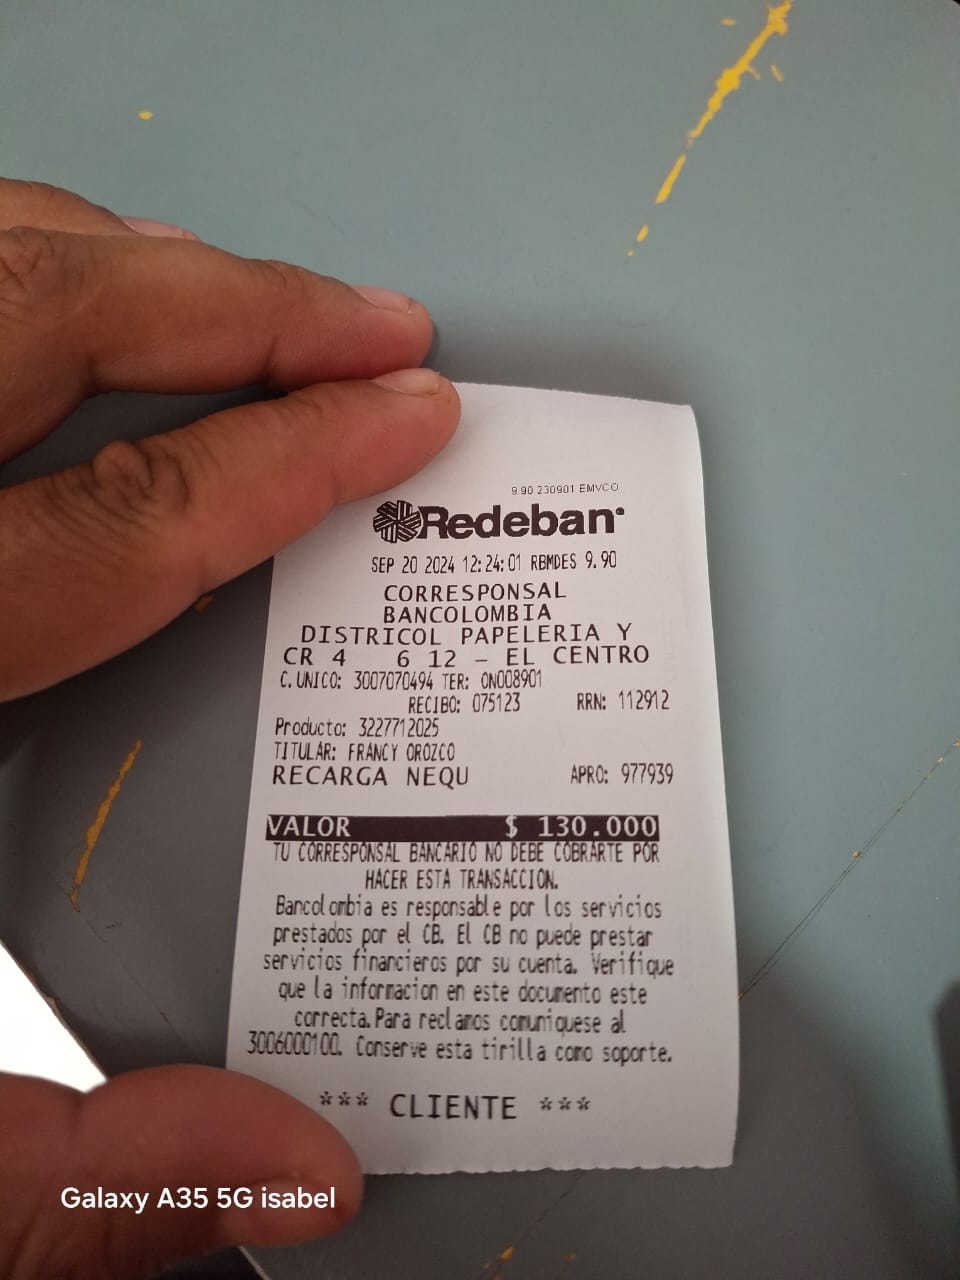 9.90 230901 EMVCO
Redeban
SEP 20 2024 12:24:01 RBMDES 9.90
CORRESPONSAL
BANCOLOMBIA
DISTRICOL PAPELERIA Y
CR 4 6 12 - EL CENTRO
C.UNICO: 3007070494 TER: 0N008901
RECIBO: 075123 RRN: 112912
Producto: 3227712025
TITULAR: FRANCY OROZCO
RECARGA NEQU APRO: 977939
VALOR $ 130.000
TU CORRESPONSAL BANCARIO NO DEBE COBRARTE POR
HACER ESTA TRANSACCION.
Bancolombia es responsable por los servicios
prestados por el CB. El CB no puede prestar
servicios financieros por su cuenta. Verifique
que la informacion en este documento este
correcta.Para reclamos comuniquese al
3006000100. Conserve esta tirilla como soporte.
*** CLIENTE ***
Galaxy A35 5G isabel